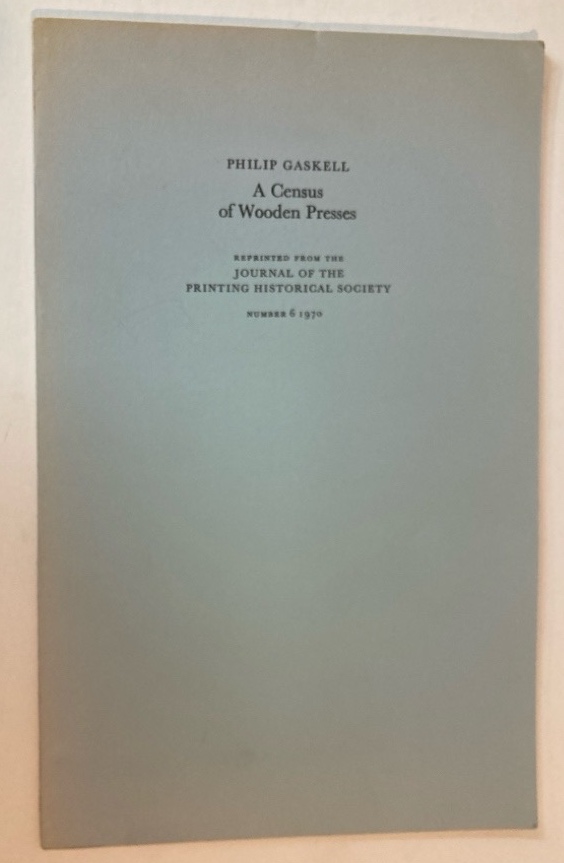 PHILIP GASKELL
A Census
of Wooden Presses
REPRINTED FROM THE
JOURNAL OF THE
PRINTING HISTORICAL SOCIETY
NUMBER 6 1970